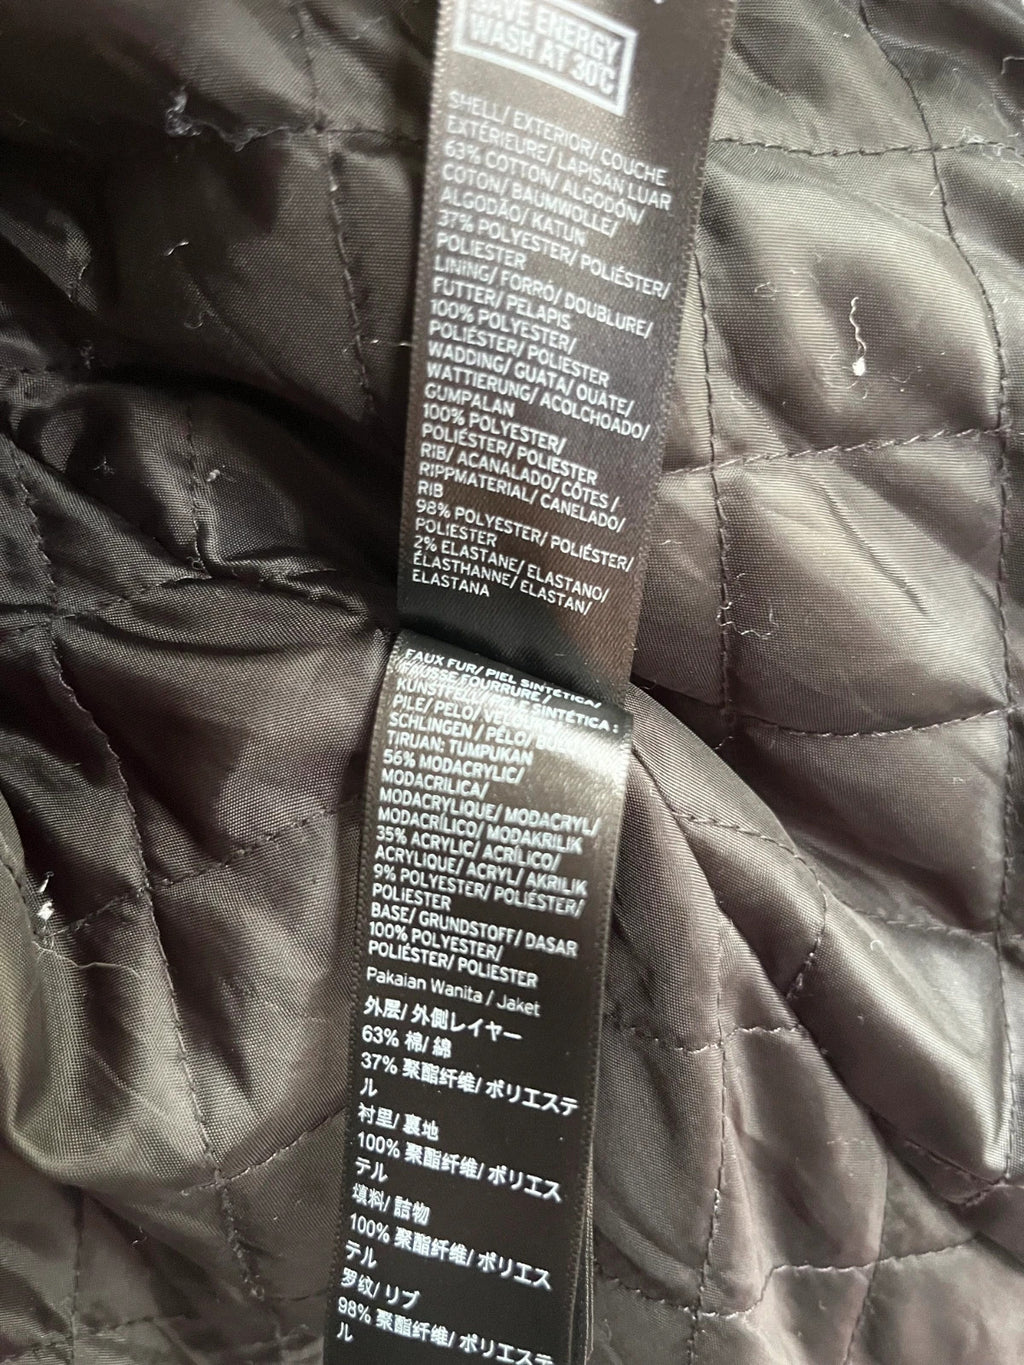 SAVE ENERGY
WASH AT 30°C
SHELL/ EXTERIOR/ COUCHE
EXTÉRIEURE/ LAPISAN LUAR
63% COTTON/ ALGODÓN/
COTON/ BAUMWOLLE/
ALGODÃO/ KATUN
37% POLYESTER/ POLIÉSTER/
POLIESTER
LINING/ FORRO/ DOUBLURE/
FUTTER/ PELAPIS
100% POLYESTER/
POLIÉSTER/ POLIESTER
WADDING/ GUATA/ OUATE/
WATTIERUNG/ ACOLCHOADO/
GUMPALAN
100% POLYESTER/
POLIÉSTER/ POLIESTER
RIB/ ACANALADO/ CÔTES /
RIPPMATERIAL/ CANELADO/
RIB
98% POLYESTER/ POLIÉSTER/
POLIESTER
2% ELASTANE/ ELASTANO/
ÉLASTHANNE/ ELASTAN/
ELASTANA
FAUX FUR/ PIEL SINTÉTICA/
FAUSSE FOURRURE /
SINTÉTICA :
PILE/ PELO/
SCHLINGEN / PELO/
TIRUAN: TUMPUKAN
56% MODACRYLIC/
MODACRILICA/
MODACRYLIQUE/ MODACRYL/
MODACRÍLICO/ MODAKRILIK
35% ACRYLIC/ ACRÍLICO/
ACRYLIQUE/ ACRYL/ AKRILIK
9% POLYESTER/ POLIÉSTER/
POLIESTER
BASE/ GRUNDSTOFF/ DASAR
100% POLYESTER/
POLIÉSTER/ POLIESTER
Pakaian Wanita / Jaket
外层/ 外側レイヤー
63% 棉/ 綿
37% 聚酯纤维/ ポリエステ
ル
衬里/ 裏地
100% 聚酯纤维/ ポリエス
テル
填料/ 詰物
100% 聚酯纤维/ ポリエス
テル
罗纹/ リブ
98% 聚酯纤维/ ポリエステ
ル